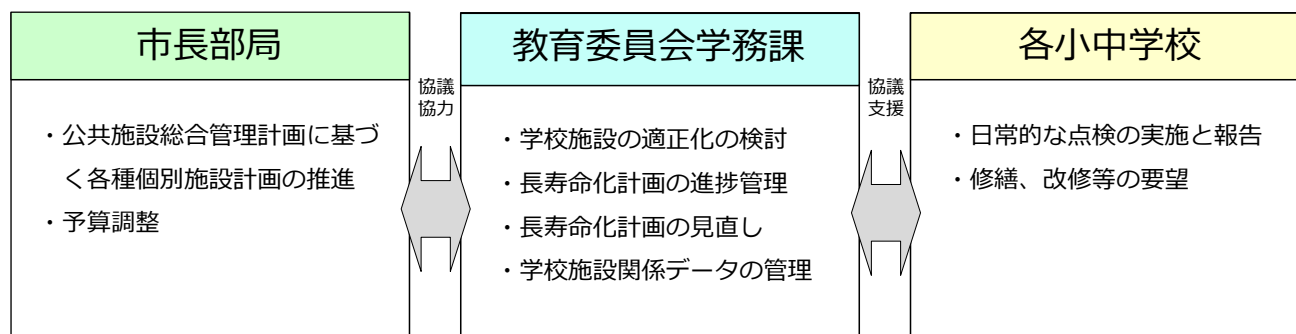 市長部局
・公共施設総合管理計画に基づ
く各種個別施設計画の推進
・予算調整
協議
協力
教育委員会学務課
・学校施設の適正化の検討
・長寿命化計画の進捗管理
・長寿命化計画の見直し
・学校施設関係データの管理
協議
支援
各小中学校
・日常的な点検の実施と報告
・修繕、改修等の要望